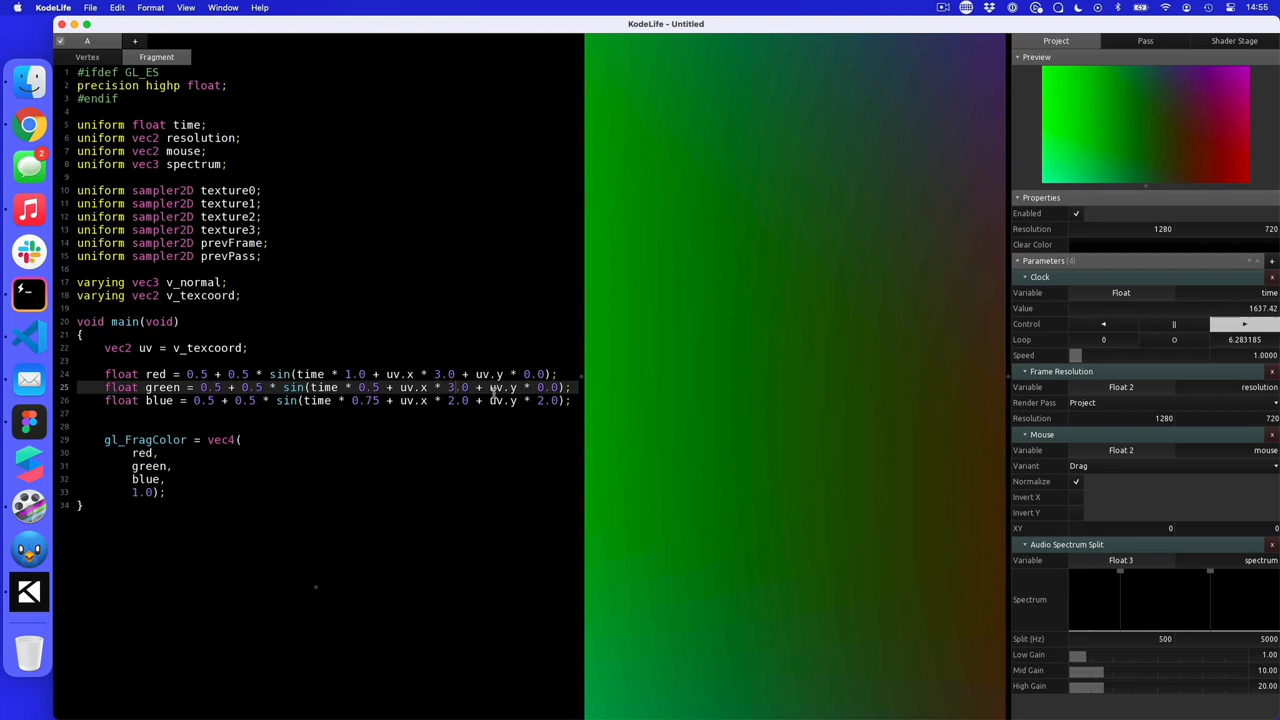 KodeLife File Edit Format View Window Help 14:55
KodeLife - Untitled
A +
Vertex Fragment
1 #ifdef GL_ES
2 precision highp float;
3 #endif
4
5 uniform float time;
6 uniform vec2 resolution;
7 uniform vec2 mouse;
8 uniform vec3 spectrum;
9
10 uniform sampler2D texture0;
11 uniform sampler2D texture1;
12 uniform sampler2D texture2;
13 uniform sampler2D texture3;
14 uniform sampler2D prevFrame;
15 uniform sampler2D prevPass;
16
17 varying vec3 v_normal;
18 varying vec2 v_texcoord;
19
20 void main(void)
21 {
22 vec2 uv = v_texcoord;
23
24 float red = 0.5 + 0.5 * sin(time * 1.0 + uv.x * 3.0 + uv.y * 0.0);
25 float green = 0.5 + 0.5 * sin(time * 0.5 + uv.x * 3.0 + uv.y * 0.0);
26 float blue = 0.5 + 0.5 * sin(time * 0.75 + uv.x * 2.0 + uv.y * 2.0);
27
28
29 gl_FragColor = vec4(
30 red,
31 green,
32 blue,
33 1.0);
34 }
2
Project Pass Shader Stage
Preview
Properties
Enabled
Resolution 1280 720
Clear Color
Parameters (4) +
Clock x
Variable Float time
Value 1637.42
Control
Loop 0 O 6.283185
Speed 1.0000
Frame Resolution x
Variable Float 2 resolution
Render Pass Project
Resolution 1280 720
Mouse x
Variable Float 2 mouse
Variant Drag
Normalize
Invert X
Invert Y
XY 0 0
Audio Spectrum Split x
Variable Float 3 spectrum
Spectrum
Split (Hz) 500 5000
Low Gain 1.00
Mid Gain 10.00
High Gain 20.00